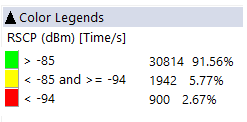 Color Legends
RSCP (dBm) [Time/s]
> -85 30814 91.56%
< -85 and >= -94 1942 5.77%
< -94 900 2.67%